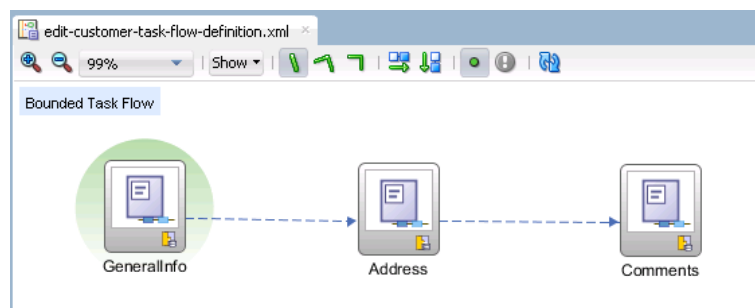 edit-customer-task-flow-definition.xml
99% Show
Bounded Task Flow
GeneralInfo Address Comments